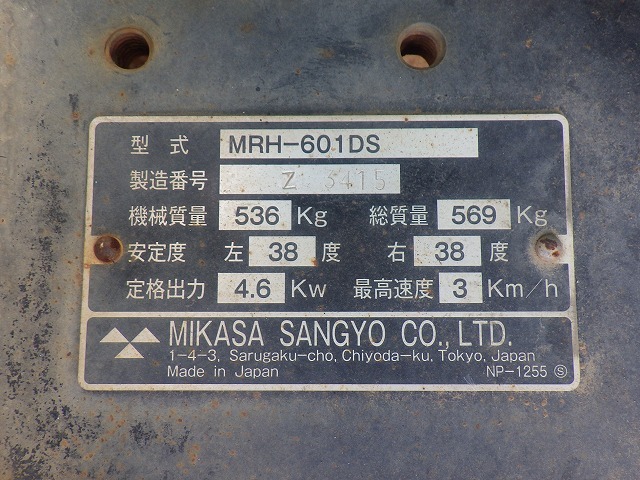 型式 MRH-601DS
製造番号 Z 3415
機械質量 536 Kg 総質量 569 Kg
安定度 左 38 度 右 38 度
定格出力 4.6 Kw 最高速度 3 Km/h
MIKASA SANGYO CO., LTD.
1-4-3, Sarugaku-cho, Chiyoda-ku, Tokyo, Japan
Made in Japan NP-1255 Ⓢ